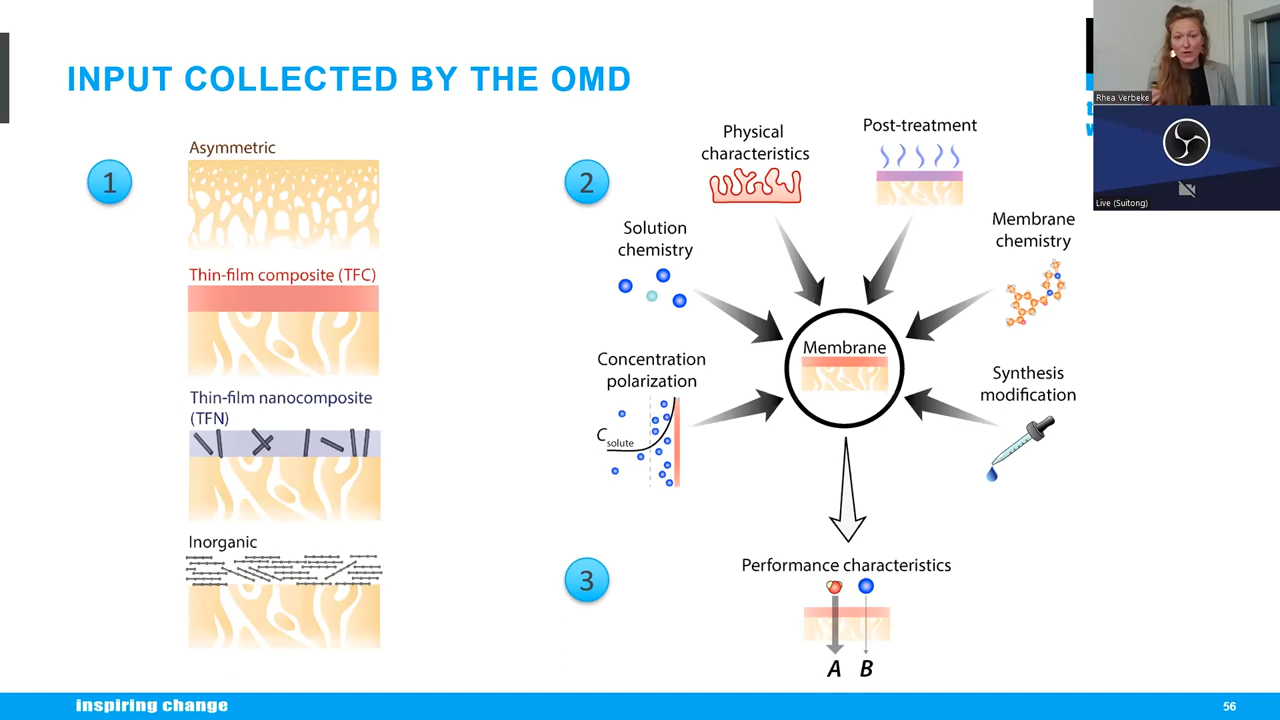 INPUT COLLECTED BY THE OMD
1
Asymmetric
Thin-film composite (TFC)
Thin-film nanocomposite
(TFN)
Inorganic
2
Physical
characteristics
Post-treatment
Solution
chemistry
Membrane
chemistry
Concentration
polarization
C solute
Membrane
Synthesis
modification
3
Performance characteristics
A B
inspiring change
56
Rhea Verbeke
Live (Suitong)